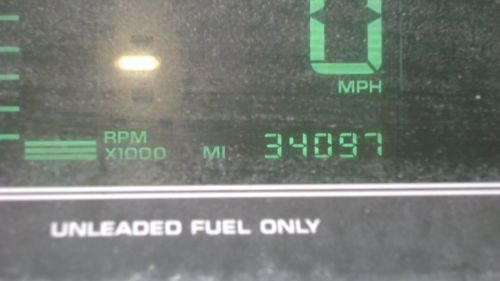 0
MPH
RPM
X1000 MI 34097
UNLEADED FUEL ONLY